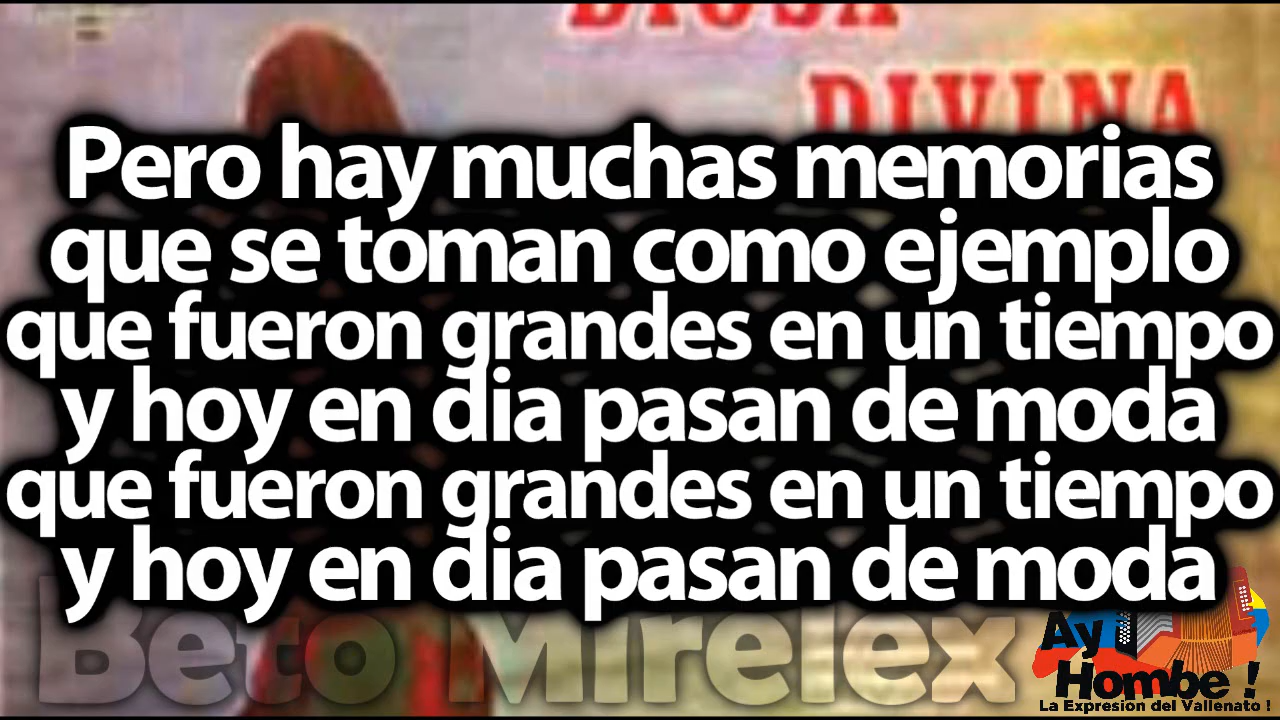 DIOSA
DIVINA
Pero hay muchas memorias
que se toman como ejemplo
que fueron grandes en un tiempo
y hoy en dia pasan de moda
que fueron grandes en un tiempo
y hoy en dia pasan de moda
Beto Mirelex
Ay
Hombe !
La Expresion del Vallenato !